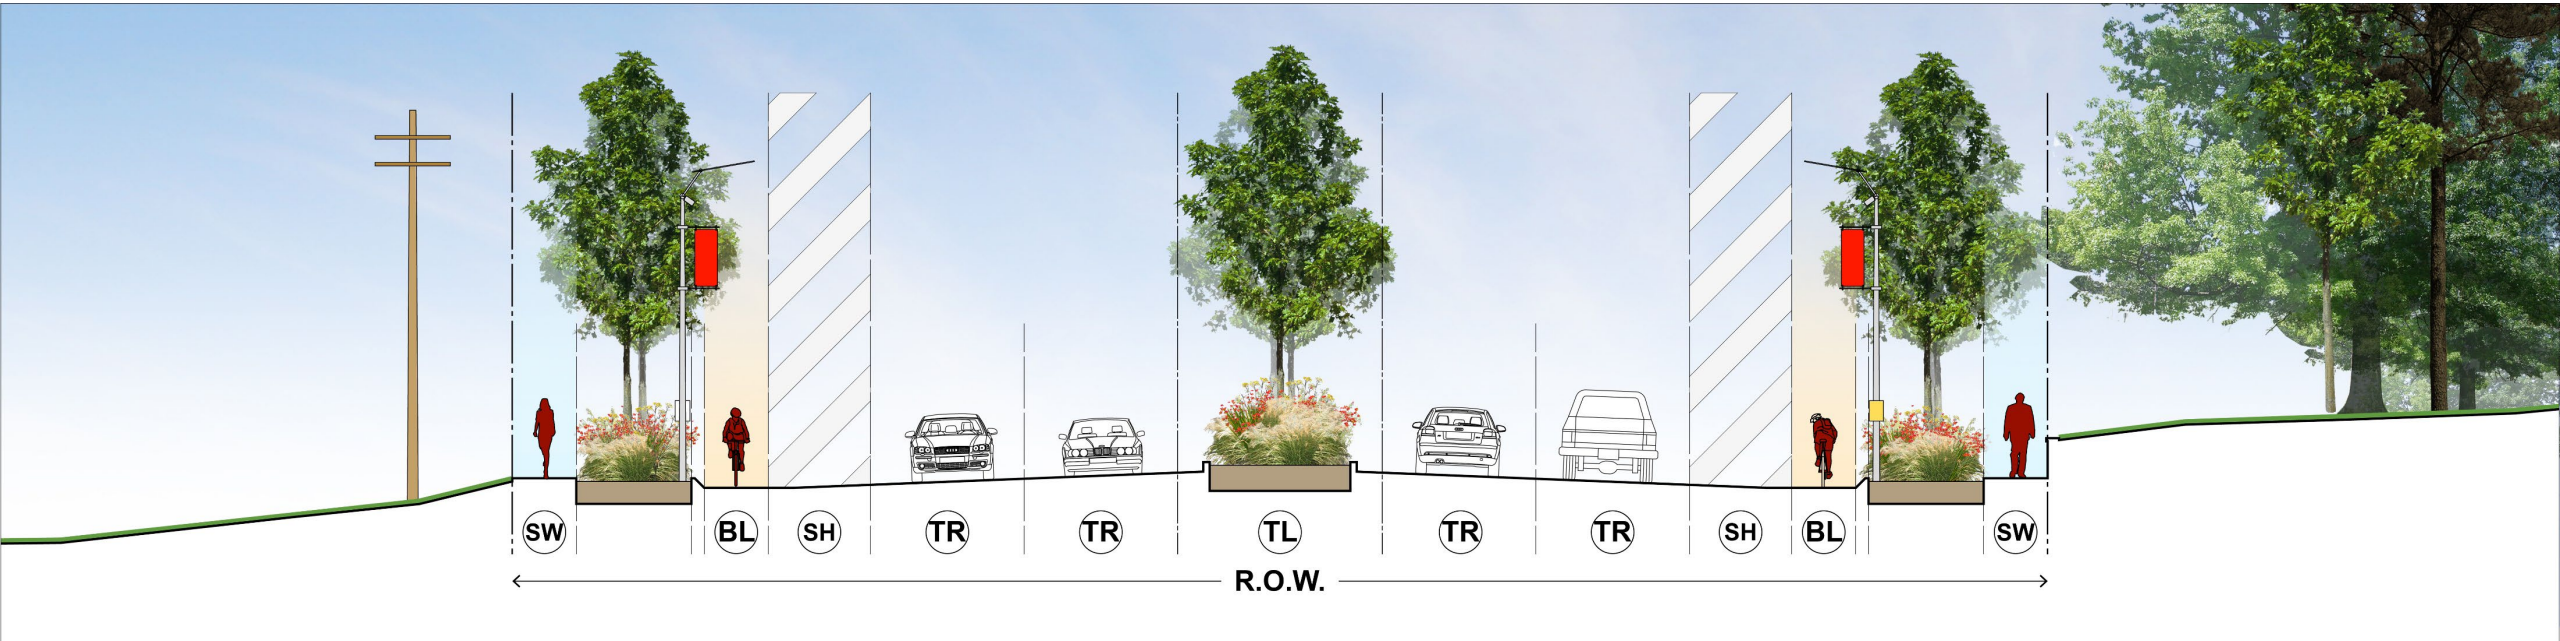 SW BL SH TR TR TL TR TR SH BL SW
R.O.W.